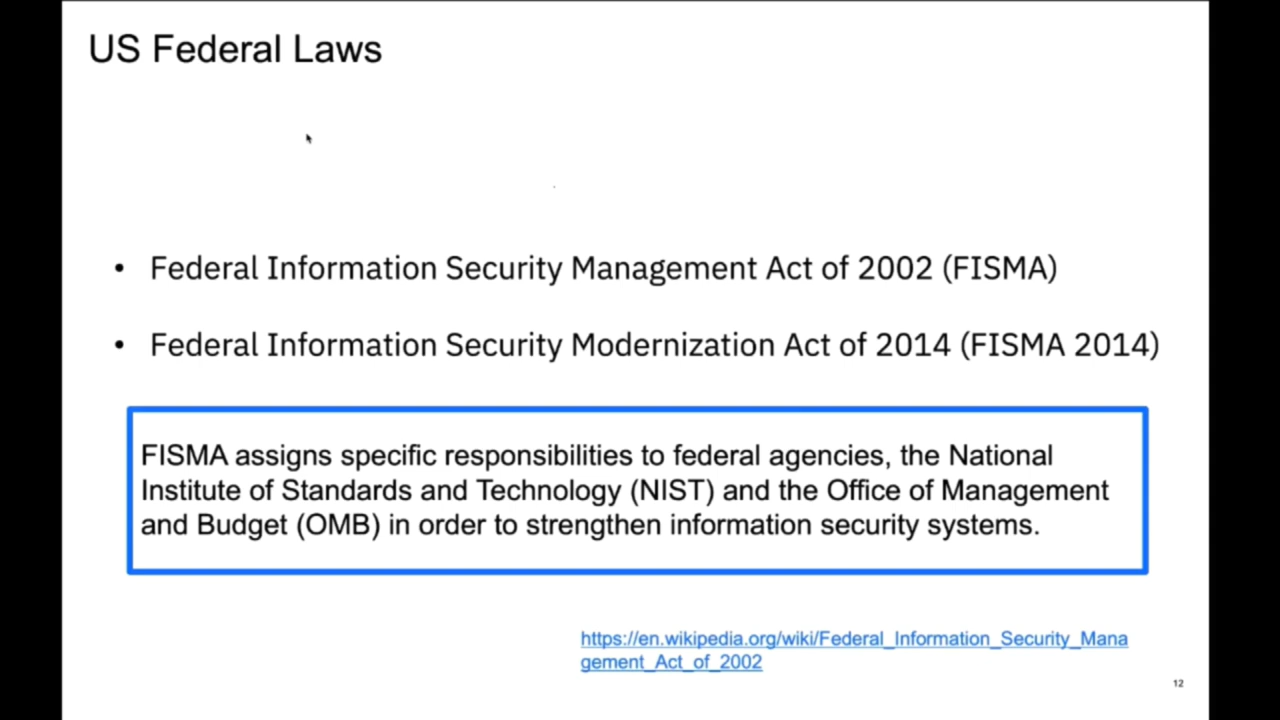 US Federal Laws
• Federal Information Security Management Act of 2002 (FISMA)
• Federal Information Security Modernization Act of 2014 (FISMA 2014)
FISMA assigns specific responsibilities to federal agencies, the National
Institute of Standards and Technology (NIST) and the Office of Management
and Budget (OMB) in order to strengthen information security systems.
https://en.wikipedia.org/wiki/Federal_Information_Security_Mana
gement_Act_of_2002
12